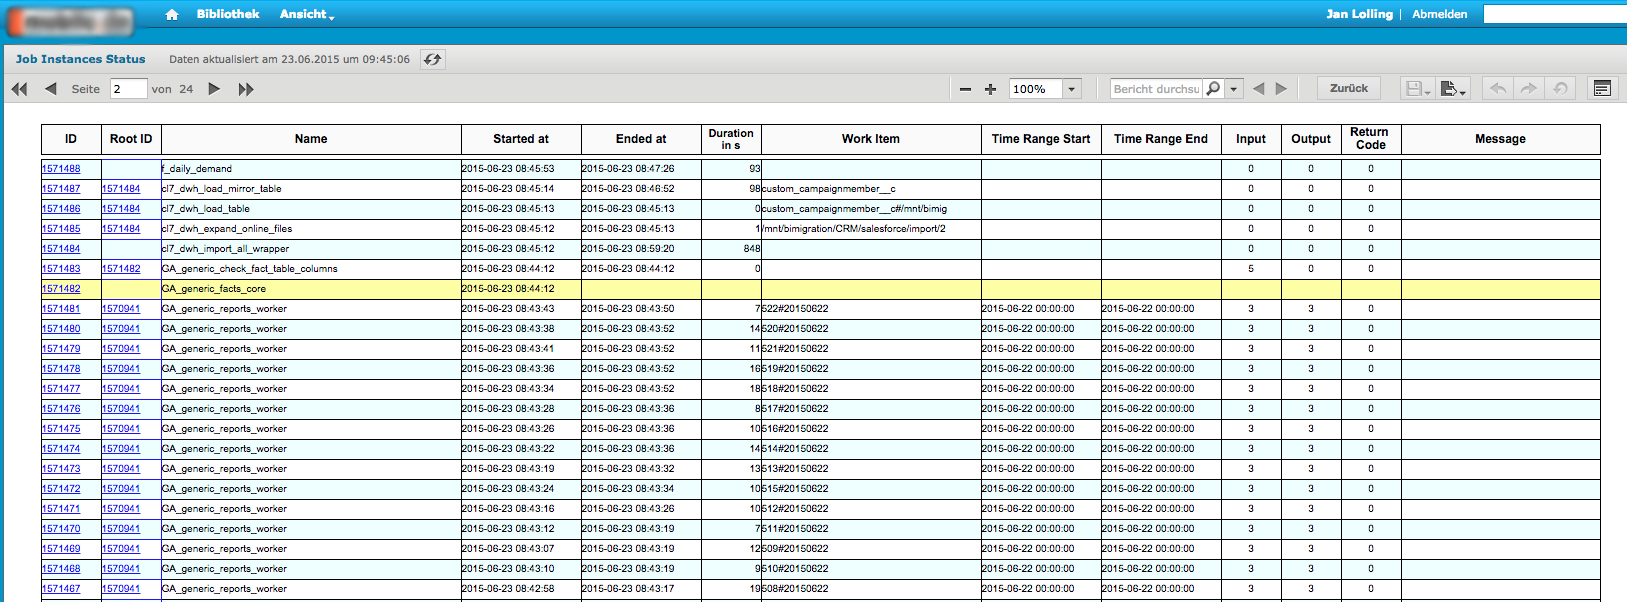 Bibliothek Ansicht Jan Lolling | Abmelden
Job Instances Status Daten aktualisiert am 23.06.2015 um 09:45:06
Seite 2 von 24 100% Bericht durchsu Zurück
ID Root ID Name Started at Ended at Duration in s Work Item Time Range Start Time Range End Input Output Return Code Message
1571488 f_daily_demand 2015-06-23 08:45:53 2015-06-23 08:47:26 93 0 0 0
1571487 1571484 cl7_dwh_load_mirror_table 2015-06-23 08:45:14 2015-06-23 08:46:52 98 custom_campaignmember__c 0 0 0
1571486 1571484 cl7_dwh_load_table 2015-06-23 08:45:13 2015-06-23 08:45:13 0 custom_campaignmember__c#/mnt/bimig 0 0 0
1571485 1571484 cl7_dwh_expand_online_files 2015-06-23 08:45:12 2015-06-23 08:45:13 1 /mnt/bimigration/CRM/salesforce/import/2 0 0 0
1571484 cl7_dwh_import_all_wrapper 2015-06-23 08:45:12 2015-06-23 08:59:20 848 0 0 0
1571483 1571482 GA_generic_check_fact_table_columns 2015-06-23 08:44:12 2015-06-23 08:44:12 0 5 0 0
1571482 GA_generic_facts_core 2015-06-23 08:44:12
1571481 1570941 GA_generic_reports_worker 2015-06-23 08:43:43 2015-06-23 08:43:50 7 522#20150622 2015-06-22 00:00:00 2015-06-22 00:00:00 3 3 0
1571480 1570941 GA_generic_reports_worker 2015-06-23 08:43:38 2015-06-23 08:43:52 14 520#20150622 2015-06-22 00:00:00 2015-06-22 00:00:00 3 3 0
1571479 1570941 GA_generic_reports_worker 2015-06-23 08:43:41 2015-06-23 08:43:52 11 521#20150622 2015-06-22 00:00:00 2015-06-22 00:00:00 3 3 0
1571478 1570941 GA_generic_reports_worker 2015-06-23 08:43:36 2015-06-23 08:43:52 16 519#20150622 2015-06-22 00:00:00 2015-06-22 00:00:00 3 3 0
1571477 1570941 GA_generic_reports_worker 2015-06-23 08:43:34 2015-06-23 08:43:52 18 518#20150622 2015-06-22 00:00:00 2015-06-22 00:00:00 3 3 0
1571476 1570941 GA_generic_reports_worker 2015-06-23 08:43:28 2015-06-23 08:43:36 8 517#20150622 2015-06-22 00:00:00 2015-06-22 00:00:00 3 3 0
1571475 1570941 GA_generic_reports_worker 2015-06-23 08:43:26 2015-06-23 08:43:36 10 516#20150622 2015-06-22 00:00:00 2015-06-22 00:00:00 3 3 0
1571474 1570941 GA_generic_reports_worker 2015-06-23 08:43:22 2015-06-23 08:43:36 14 514#20150622 2015-06-22 00:00:00 2015-06-22 00:00:00 3 3 0
1571473 1570941 GA_generic_reports_worker 2015-06-23 08:43:19 2015-06-23 08:43:32 13 513#20150622 2015-06-22 00:00:00 2015-06-22 00:00:00 3 3 0
1571472 1570941 GA_generic_reports_worker 2015-06-23 08:43:24 2015-06-23 08:43:34 10 515#20150622 2015-06-22 00:00:00 2015-06-22 00:00:00 3 3 0
1571471 1570941 GA_generic_reports_worker 2015-06-23 08:43:16 2015-06-23 08:43:26 10 512#20150622 2015-06-22 00:00:00 2015-06-22 00:00:00 3 3 0
1571470 1570941 GA_generic_reports_worker 2015-06-23 08:43:12 2015-06-23 08:43:19 7 511#20150622 2015-06-22 00:00:00 2015-06-22 00:00:00 3 3 0
1571469 1570941 GA_generic_reports_worker 2015-06-23 08:43:07 2015-06-23 08:43:19 12 509#20150622 2015-06-22 00:00:00 2015-06-22 00:00:00 3 3 0
1571468 1570941 GA_generic_reports_worker 2015-06-23 08:43:10 2015-06-23 08:43:19 9 510#20150622 2015-06-22 00:00:00 2015-06-22 00:00:00 3 3 0
1571467 1570941 GA_generic_reports_worker 2015-06-23 08:42:58 2015-06-23 08:43:17 19 508#20150622 2015-06-22 00:00:00 2015-06-22 00:00:00 3 3 0